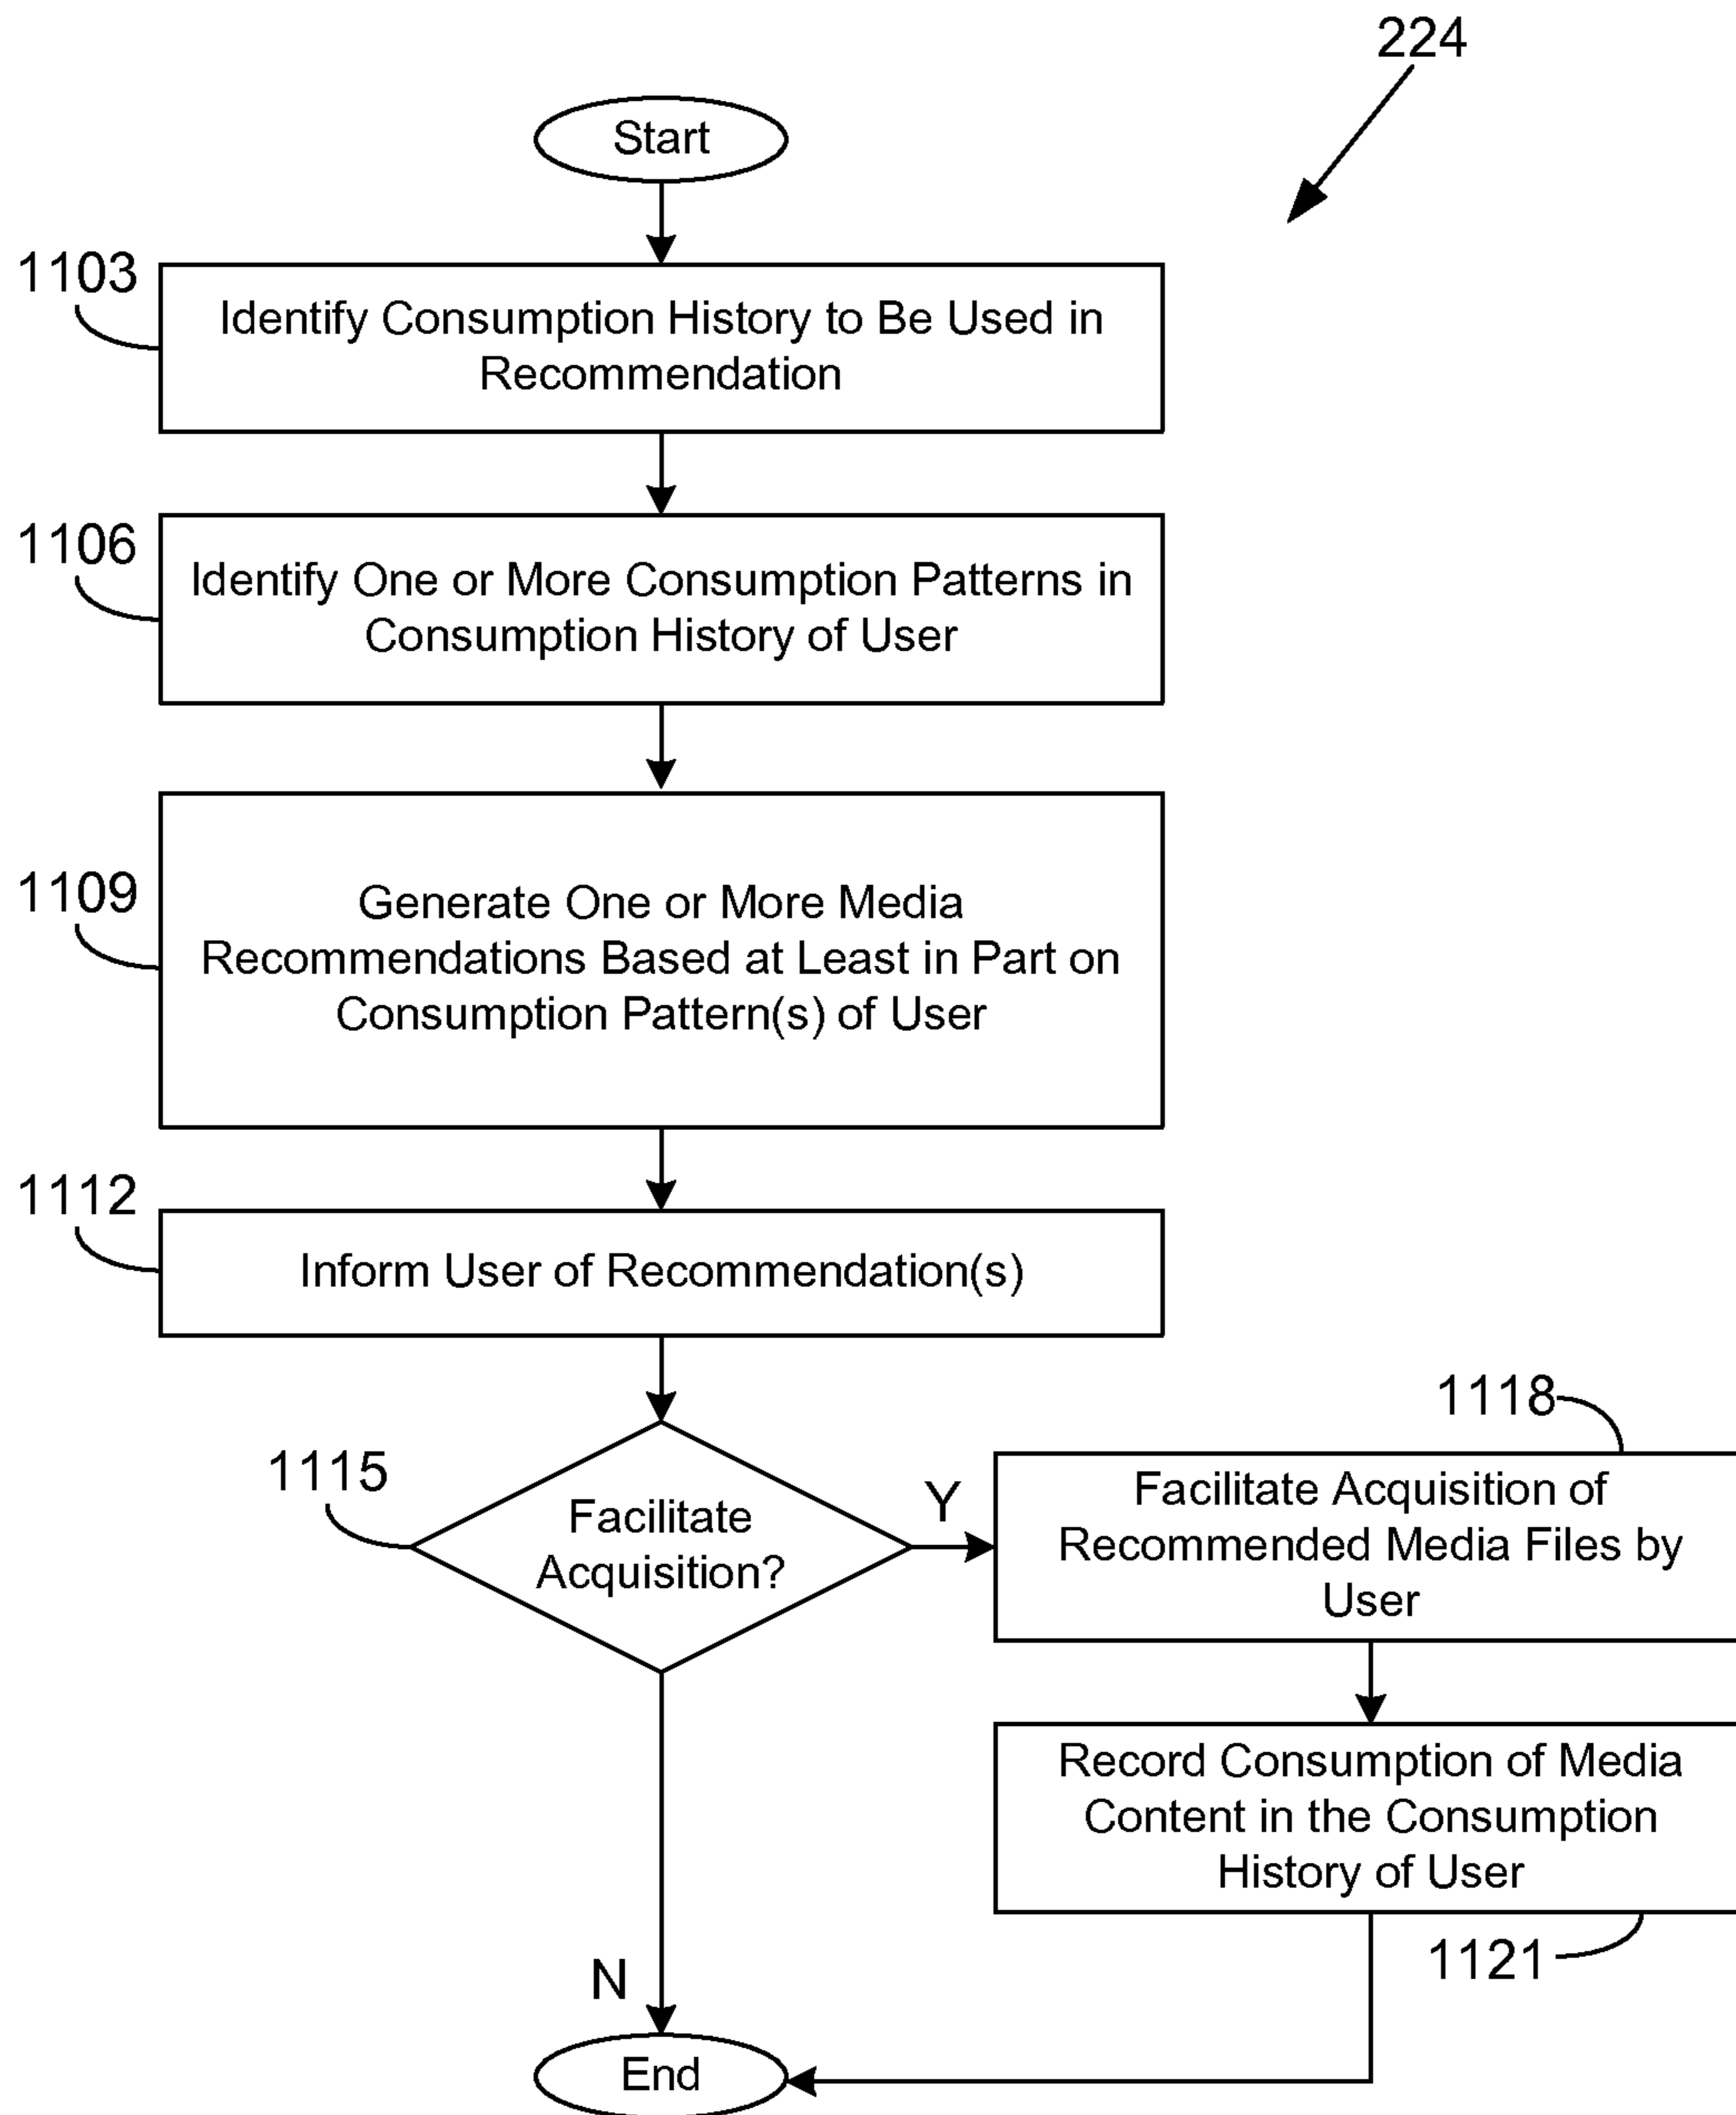 224
Start
1103
Identify Consumption History to Be Used in
Recommendation
1106
Identify One or More Consumption Patterns in
Consumption History of User
1109
Generate One or More Media
Recommendations Based at Least in Part on
Consumption Pattern(s) of User
1112
Inform User of Recommendation(s)
1115
Facilitate
Acquisition?
Y
1118
Facilitate Acquisition of
Recommended Media Files by
User
Record Consumption of Media
Content in the Consumption
History of User
1121
N
End